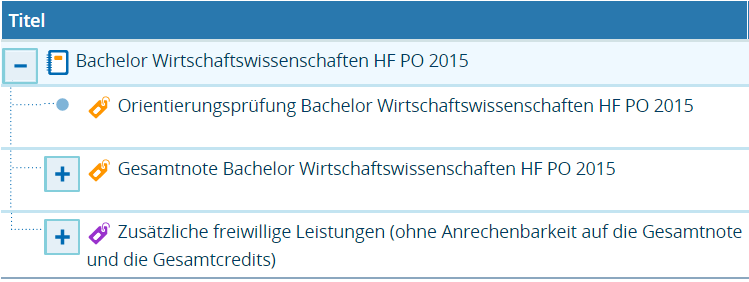 Titel
Bachelor Wirtschaftswissenschaften HF PO 2015
Orientierungsprüfung Bachelor Wirtschaftswissenschaften HF PO 2015
Gesamtnote Bachelor Wirtschaftswissenschaften HF PO 2015
Zusätzliche freiwillige Leistungen (ohne Anrechenbarkeit auf die Gesamtnote
und die Gesamtcredits)